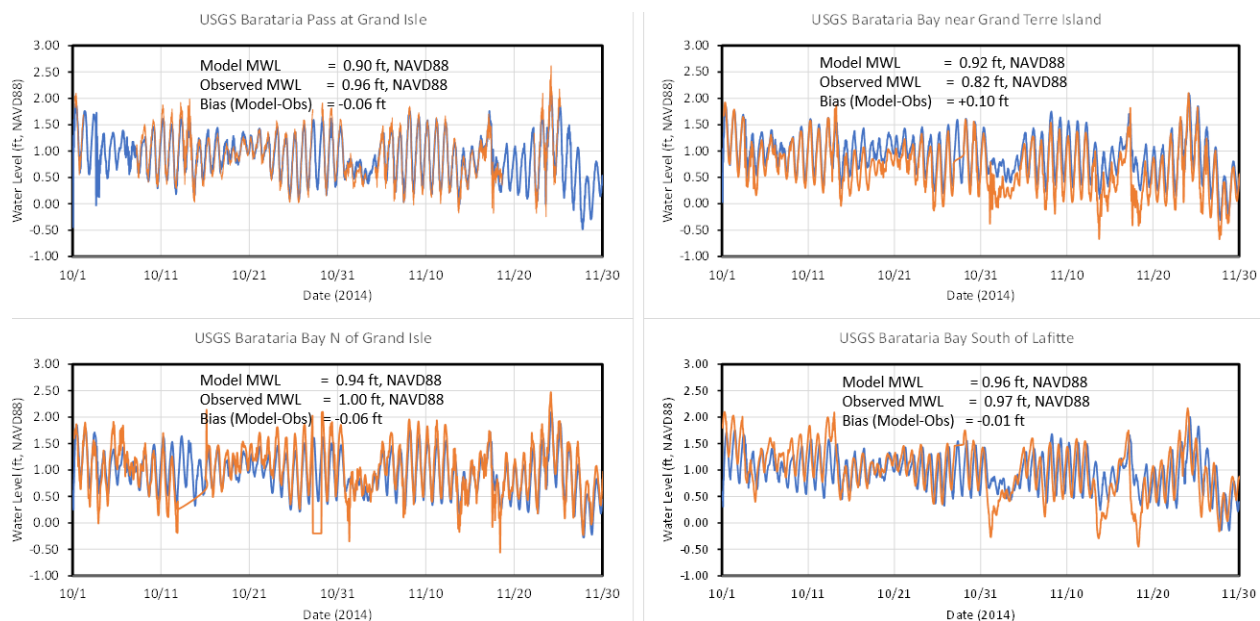 USGS Barataria Pass at Grand Isle
Water Level (ft, NAVD88)
3.00
2.50
2.00
1.50
1.00
0.50
0.00
-0.50
-1.00
Model MWL = 0.90 ft, NAVD88
Observed MWL = 0.96 ft, NAVD88
Bias (Model-Obs) = -0.06 ft
10/1 10/11 10/21 10/31 11/10 11/20 11/30
Date (2014)
USGS Barataria Bay near Grand Terre Island
Water Level (ft, NAVD88)
3.00
2.50
2.00
1.50
1.00
0.50
0.00
-0.50
-1.00
Model MWL = 0.92 ft, NAVD88
Observed MWL = 0.82 ft, NAVD88
Bias (Model-Obs) = +0.10 ft
10/1 10/11 10/21 10/31 11/10 11/20 11/30
Date (2014)
USGS Barataria Bay N of Grand Isle
Water Level (ft, NAVD88)
3.00
2.50
2.00
1.50
1.00
0.50
0.00
-0.50
-1.00
Model MWL = 0.94 ft, NAVD88
Observed MWL = 1.00 ft, NAVD88
Bias (Model-Obs) = -0.06 ft
10/1 10/11 10/21 10/31 11/10 11/20 11/30
Date (2014)
USGS Barataria Bay South of Lafitte
Water Level (ft, NAVD88)
3.00
2.50
2.00
1.50
1.00
0.50
0.00
-0.50
-1.00
Model MWL = 0.96 ft, NAVD88
Observed MWL = 0.97 ft, NAVD88
Bias (Model-Obs) = -0.01 ft
10/1 10/11 10/21 10/31 11/10 11/20 11/30
Date (2014)